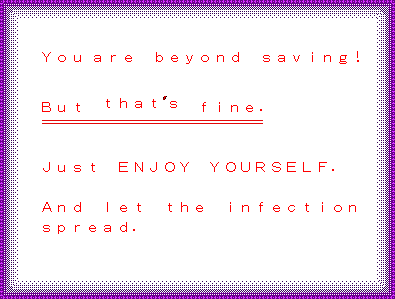 You are beyond saving!
But that's fine.
Just ENJOY YOURSELF.
And let the infection
spread.